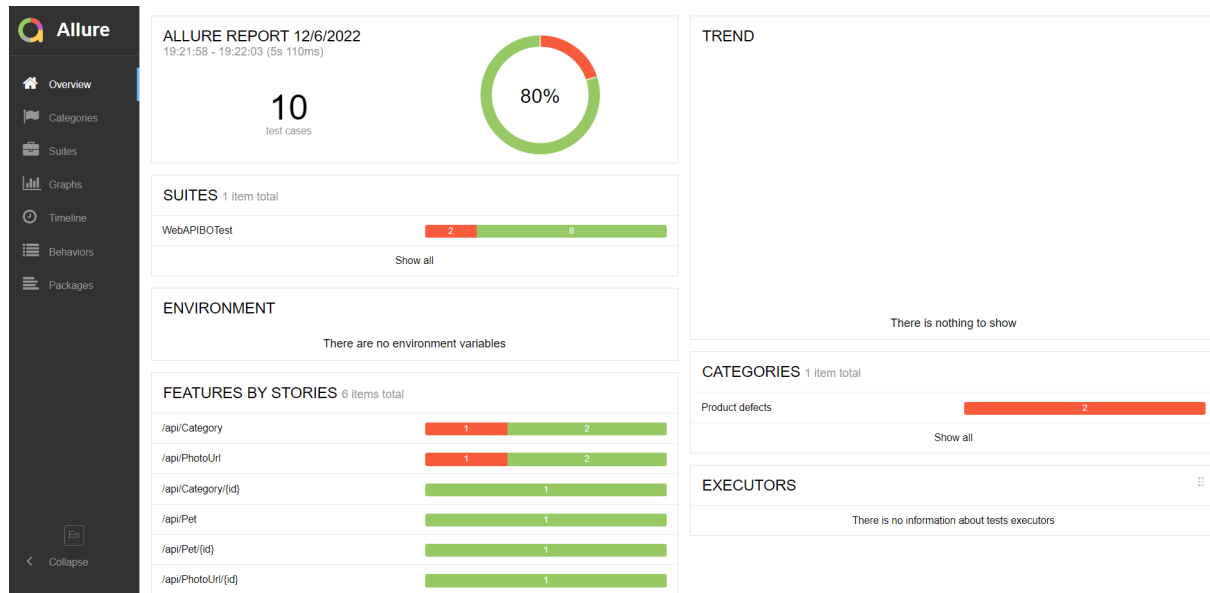 Allure
Overview
Categories
Suites
Graphs
Timeline
Behaviors
Packages
En
Collapse
ALLURE REPORT 12/6/2022
19:21:58 - 19:22:03 (5s 110ms)
10
test cases
80%
SUITES 1 item total
WebAPIBOTest 2 8
Show all
ENVIRONMENT
There are no environment variables
FEATURES BY STORIES 6 items total
/api/Category 1 2
/api/PhotoUrl 1 2
/api/Category/{id} 1
/api/Pet 1
/api/Pet/{id} 1
/api/PhotoUrl/{id} 1
TREND
There is nothing to show
CATEGORIES 1 item total
Product defects 2
Show all
EXECUTORS
There is no information about tests executors